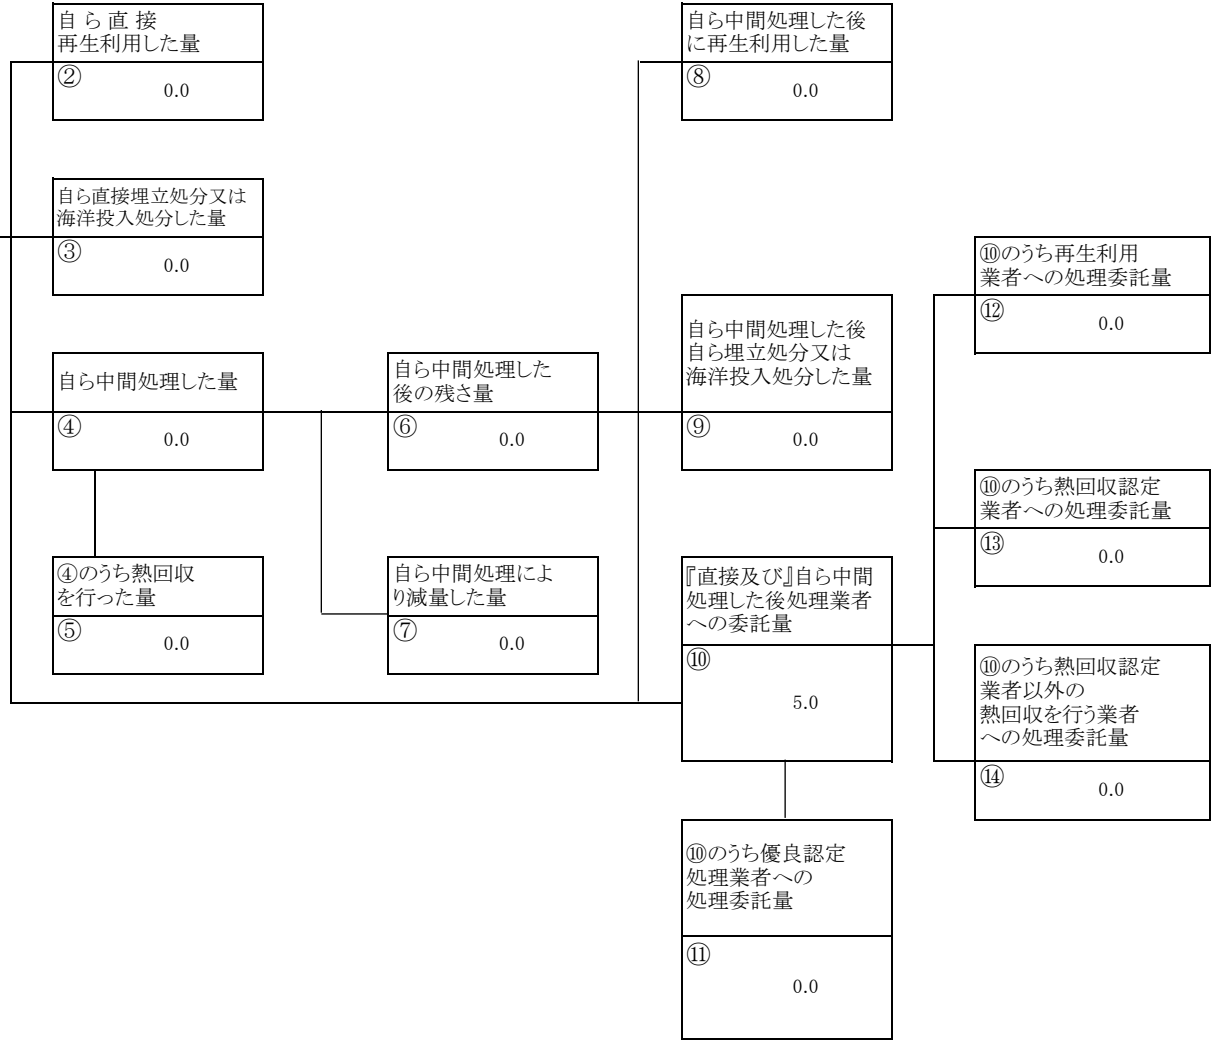 自 ら 直 接
再生利用した量
②
0.0
自ら中間処理した後
に再生利用した量
⑧
0.0
自ら直接埋立処分又は
海洋投入処分した量
③
0.0
⑩のうち再生利用
業者への処理委託量
⑫
0.0
自ら中間処理した量
④
0.0
自ら中間処理した
後の残さ量
⑥
0.0
自ら中間処理した後
自ら埋立処分又は
海洋投入処分した量
⑨
0.0
⑩のうち熱回収認定
業者への処理委託量
⑬
0.0
④のうち熱回収
を行った量
⑤
0.0
自ら中間処理によ
り減量した量
⑦
0.0
『直接及び』自ら中間
処理した後処理業者
への委託量
⑩
5.0
⑩のうち熱回収認定
業者以外の
熱回収を行う業者
への処理委託量
⑭
0.0
⑩のうち優良認定
処理業者への
処理委託量
⑪
0.0